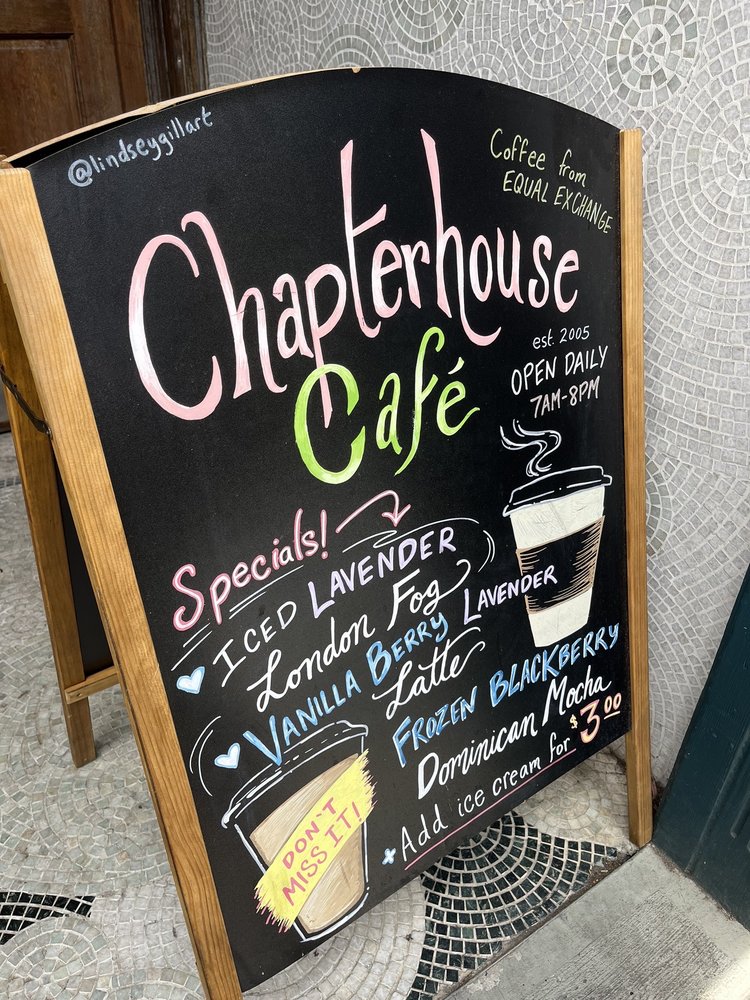 @lindseygillart
Coffee from
EQUAL EXCHANGE
Chapterhouse
Café
est. 2005
OPEN DAILY
7AM-8PM
Specials!
ICED LAVENDER
London Fog
VANILLA BERRY LAVENDER
Latte
FROZEN BLACKBERRY
Dominican Mocha
Add ice cream for $3.00
DON'T
MISS IT!